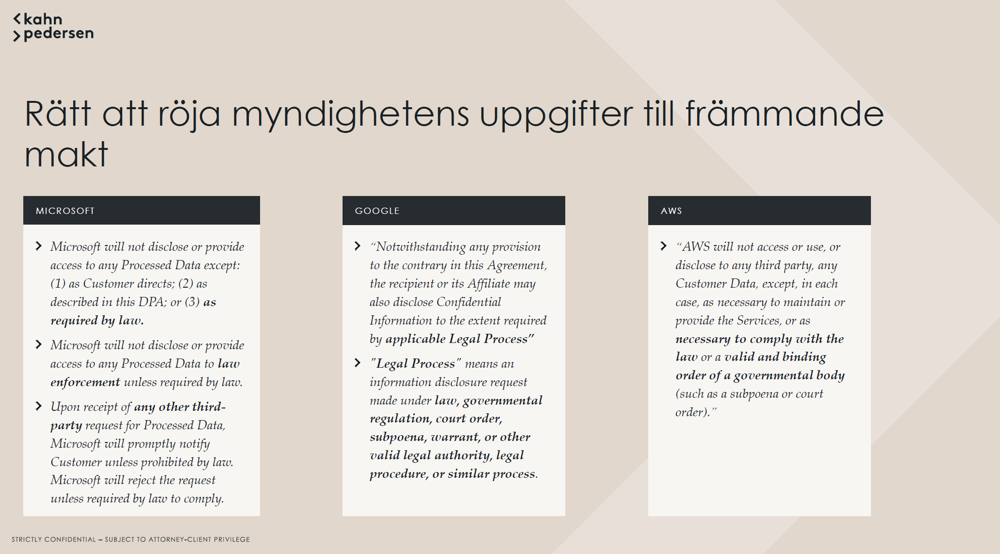 kahn
pedersen
Rätt att röja myndighetens uppgifter till främmande
makt
MICROSOFT
Microsoft will not disclose or provide
access to any Processed Data except:
(1) as Customer directs; (2) as
described in this DPA; or (3) as
required by law.
Microsoft will not disclose or provide
access to any Processed Data to law
enforcement unless required by law.
Upon receipt of any other third-
party request for Processed Data,
Microsoft will promptly notify
Customer unless prohibited by law.
Microsoft will reject the request
unless required by law to comply.
GOOGLE
“Notwithstanding any provision
to the contrary in this Agreement,
the recipient or its Affiliate may
also disclose Confidential
Information to the extent required
by applicable Legal Process”
"Legal Process" means an
information disclosure request
made under law, governmental
regulation, court order,
subpoena, warrant, or other
valid legal authority, legal
procedure, or similar process.
AWS
“AWS will not access or use, or
disclose to any third party, any
Customer Data, except, in each
case, as necessary to maintain or
provide the Services, or as
necessary to comply with the
law or a valid and binding
order of a governmental body
(such as a subpoena or court
order).”
STRICTLY CONFIDENTIAL – SUBJECT TO ATTORNEY-CLIENT PRIVILEGE